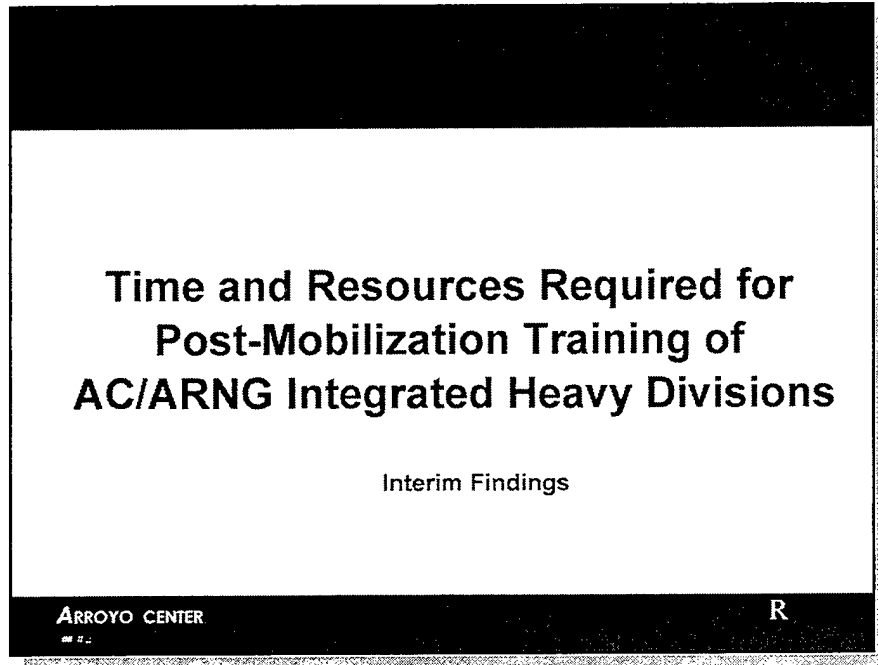 Time and Resources Required for
Post-Mobilization Training of
AC/ARNG Integrated Heavy Divisions
Interim Findings
ARROYO CENTER
R